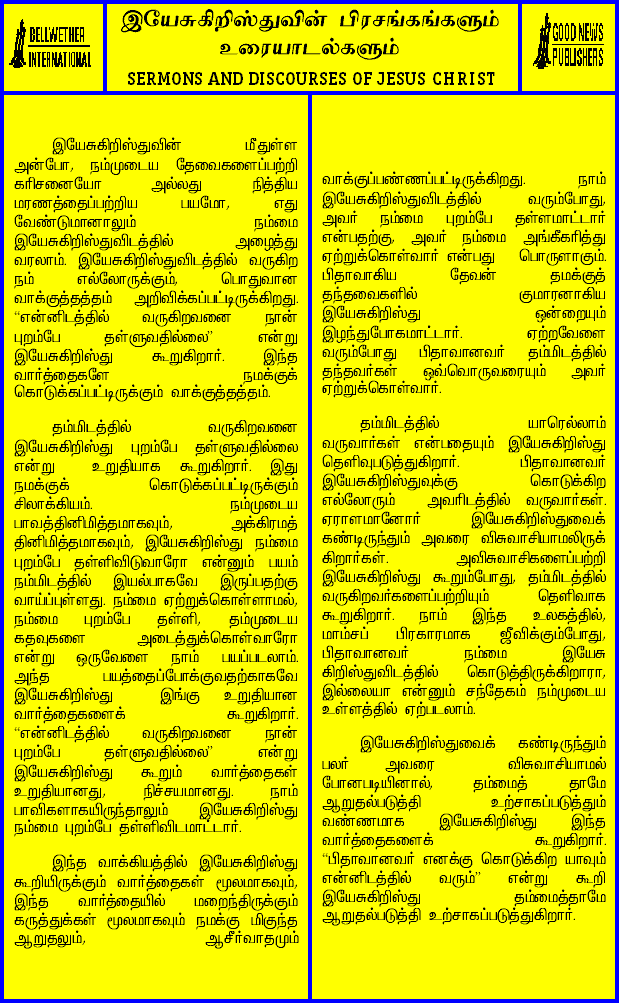 BELLWETHER
INTERNATIONAL
இயேசுகிறிஸ்துவின் பிரசங்கங்களும்
உரையாடல்களும்
SERMONS AND DISCOURSES OF JESUS CHRIST
GOOD NEWS
PUBLISHERS
இயேசுகிறிஸ்துவின் மீதுள்ள
அன்போ, நம்முடைய தேவைகளைப்பற்றி
கரிசனையோ அல்லது நித்திய
மரணத்தைப்பற்றிய பயமோ, எது
வேண்டுமானாலும் நம்மை
இயேசுகிறிஸ்துவிடத்தில் அழைத்து
வரலாம். இயேசுகிறிஸ்துவிடத்தில் வருகிற
நம் எல்லோருக்கும், பொதுவான
வாக்குத்தத்தம் அறிவிக்கப்பட்டிருக்கிறது.
“என்னிடத்தில் வருகிறவனை நான்
புறம்பே தள்ளுவதில்லை” என்று
இயேசுகிறிஸ்து கூறுகிறார். இந்த
வார்த்தைகளே நமக்குக்
கொடுக்கப்பட்டிருக்கும் வாக்குத்தத்தம்.
தம்மிடத்தில் வருகிறவனை
இயேசுகிறிஸ்து புறம்பே தள்ளுவதில்லை
என்று உறுதியாக கூறுகிறார். இது
நமக்குக் கொடுக்கப்பட்டிருக்கும்
சிலாக்கியம். நம்முடைய
பாவத்தினிமித்தமாகவும், அக்கிரமத்
தினிமித்தமாகவும், இயேசுகிறிஸ்து நம்மை
புறம்பே தள்ளிவிடுவாரோ என்னும் பயம்
நம்மிடத்தில் இயல்பாகவே இருப்பதற்கு
வாய்ப்புள்ளது. நம்மை ஏற்றுக்கொள்ளாமல்,
நம்மை புறம்பே தள்ளி, தம்முடைய
கதவுகளை அடைத்துக்கொள்வாரோ
என்று ஒருவேளை நாம் பயப்படலாம்.
அந்த பயத்தைப்போக்குவதற்காகவே
இயேசுகிறிஸ்து இங்கு உறுதியான
வார்த்தைகளைக் கூறுகிறார்.
“என்னிடத்தில் வருகிறவனை நான்
புறம்பே தள்ளுவதில்லை” என்று
இயேசுகிறிஸ்து கூறும் வார்த்தைகள்
உறுதியானது, நிச்சயமானது. நாம்
பாவிகளாகயிருந்தாலும் இயேசுகிறிஸ்து
நம்மை புறம்பே தள்ளிவிடமாட்டார்.
இந்த வாக்கியத்தில் இயேசுகிறிஸ்து
கூறியிருக்கும் வார்த்தைகள் மூலமாகவும்,
இந்த வார்த்தையில் மறைந்திருக்கும்
கருத்துக்கள் மூலமாகவும் நமக்கு மிகுந்த
ஆறுதலும், ஆசீர்வாதமும்
வாக்குப்பண்ணப்பட்டிருக்கிறது. நாம்
இயேசுகிறிஸ்துவிடத்தில் வரும்போது,
அவர் நம்மை புறம்பே தள்ளமாட்டார்
என்பதற்கு, அவர் நம்மை அங்கீகரித்து
ஏற்றுக்கொள்வார் என்பது பொருளாகும்.
பிதாவாகிய தேவன் தமக்குத்
தந்தவைகளில் குமாரனாகிய
இயேசுகிறிஸ்து ஒன்றையும்
இழந்துபோகமாட்டார். ஏற்றவேளை
வரும்போது பிதாவானவர் தம்மிடத்தில்
தந்தவர்கள் ஒவ்வொருவரையும் அவர்
ஏற்றுக்கொள்வார்.
தம்மிடத்தில் யாரெல்லாம்
வருவார்கள் என்பதையும் இயேசுகிறிஸ்து
தெளிவுபடுத்துகிறார். பிதாவானவர்
இயேசுகிறிஸ்துவுக்கு கொடுக்கிற
எல்லோரும் அவரிடத்தில் வருவார்கள்.
ஏராளமானோர் இயேசுகிறிஸ்துவைக்
கண்டிருந்தும் அவரை விசுவாசியாமலிருக்
கிறார்கள். அவிசுவாசிகளைப்பற்றி
இயேசுகிறிஸ்து கூறும்போது, தம்மிடத்தில்
வருகிறவர்களைப்பற்றியும் தெளிவாக
கூறுகிறார். நாம் இந்த உலகத்தில்,
மாம்சப் பிரகாரமாக ஜீவிக்கும்போது,
பிதாவானவர் நம்மை இயேசு
கிறிஸ்துவிடத்தில் கொடுத்திருக்கிறாரா,
இல்லையா என்னும் சந்தேகம் நம்முடைய
உள்ளத்தில் ஏற்படலாம்.
இயேசுகிறிஸ்துவைக் கண்டிருந்தும்
பலர் அவரை விசுவாசியாமல்
போனபடியினால், தம்மைத் தாமே
ஆறுதல்படுத்தி உற்சாகப்படுத்தும்
வண்ணமாக இயேசுகிறிஸ்து இந்த
வார்த்தைகளைக் கூறுகிறார்.
“பிதாவானவர் எனக்கு கொடுக்கிற யாவும்
என்னிடத்தில் வரும்” என்று கூறி
இயேசுகிறிஸ்து தம்மைத்தாமே
ஆறுதல்படுத்தி உற்சாகப்படுத்துகிறார்.